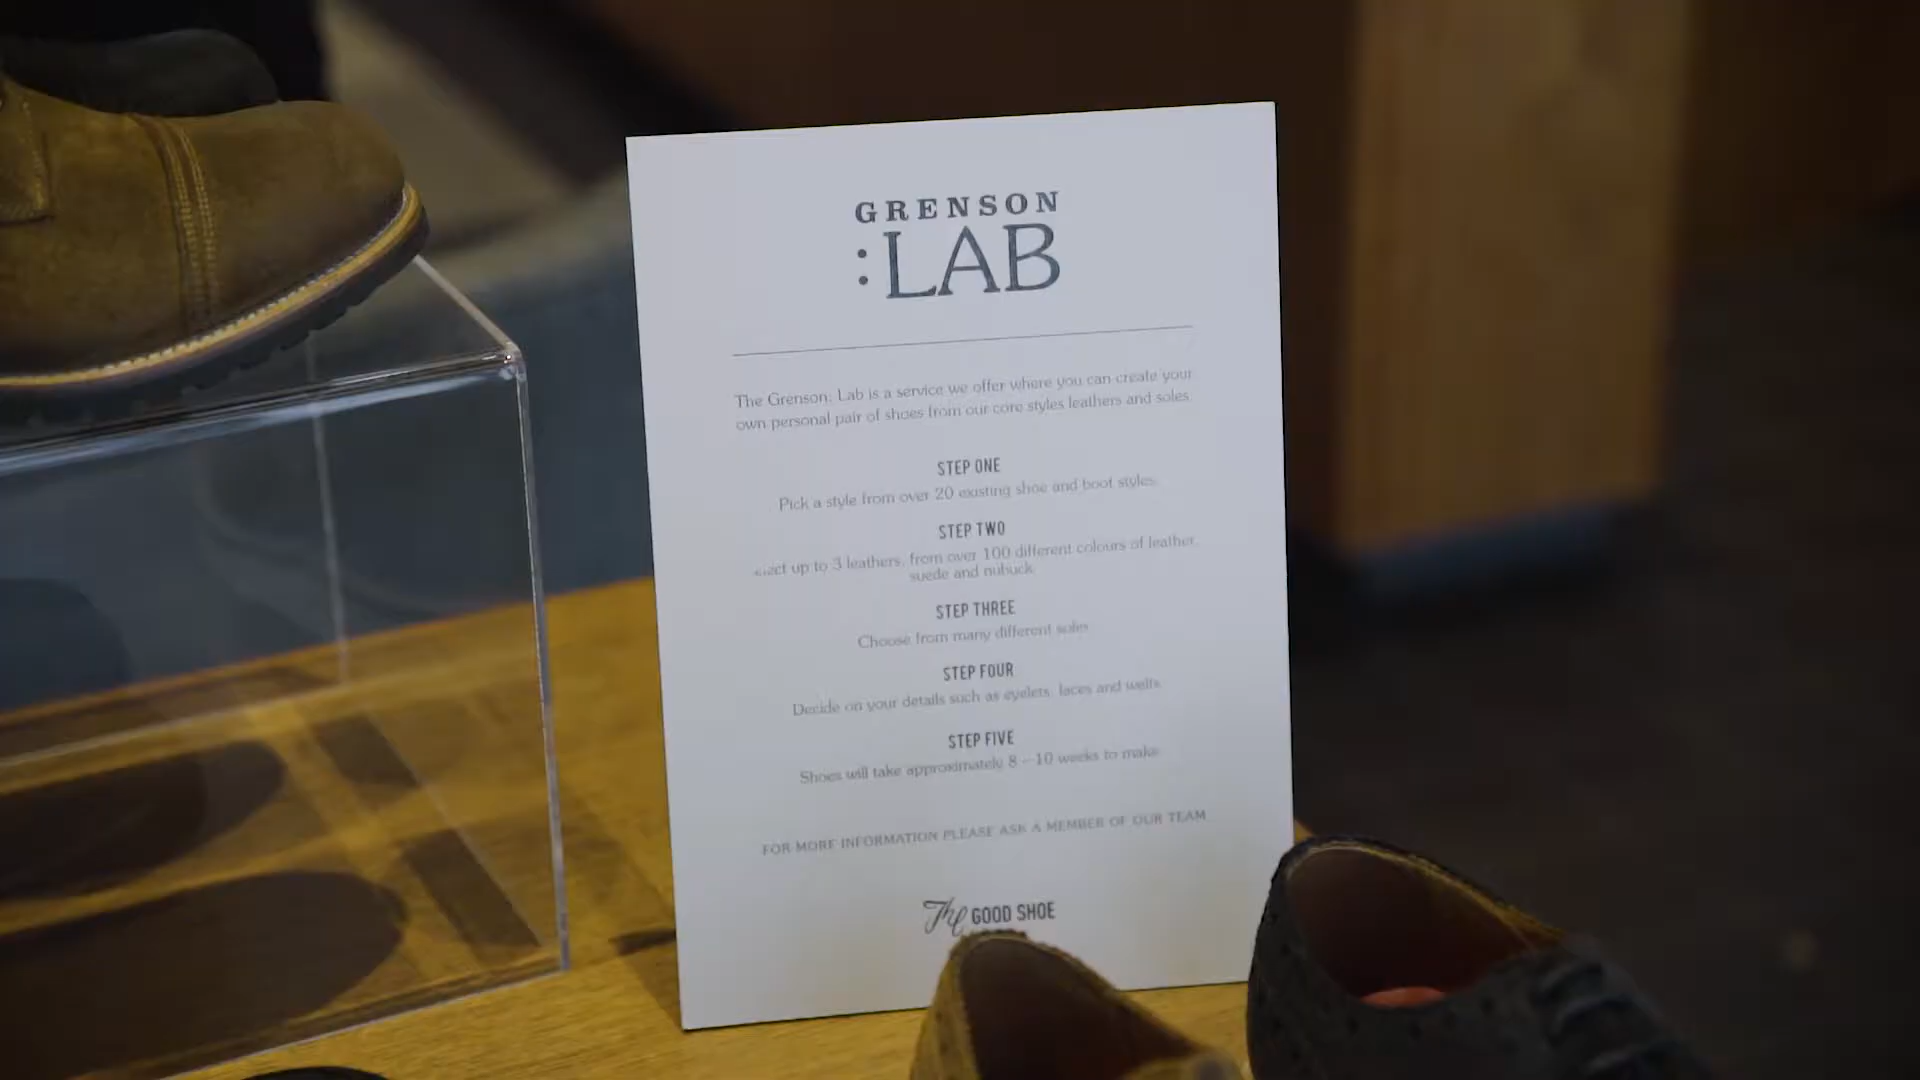 GRENSON
:LAB
The Grenson: Lab is a service we offer where you can create your
own personal pair of shoes from our core styles leathers and soles.
STEP ONE
Pick a style from over 20 existing shoe and boot styles.
STEP TWO
up to 3 leathers, from over 100 different colours of leather,
suede and nubuck.
STEP THREE
Choose from many different soles
STEP FOUR
Decide on your details such as eyelets, laces and welts.
STEP FIVE
Shoes will take approximately 8 – 10 weeks to make
FOR MORE INFORMATION PLEASE ASK A MEMBER OF OUR TEAM
The GOOD SHOE